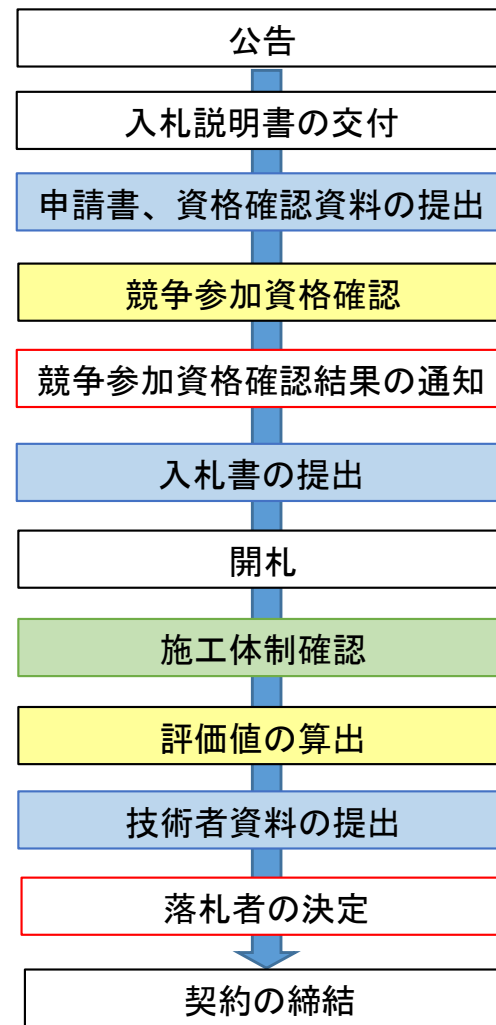 公告
入札説明書の交付
申請書、資格確認資料の提出
競争参加資格確認
競争参加資格確認結果の通知
入札書の提出
開札
施工体制確認
評価値の算出
技術者資料の提出
落札者の決定
契約の締結